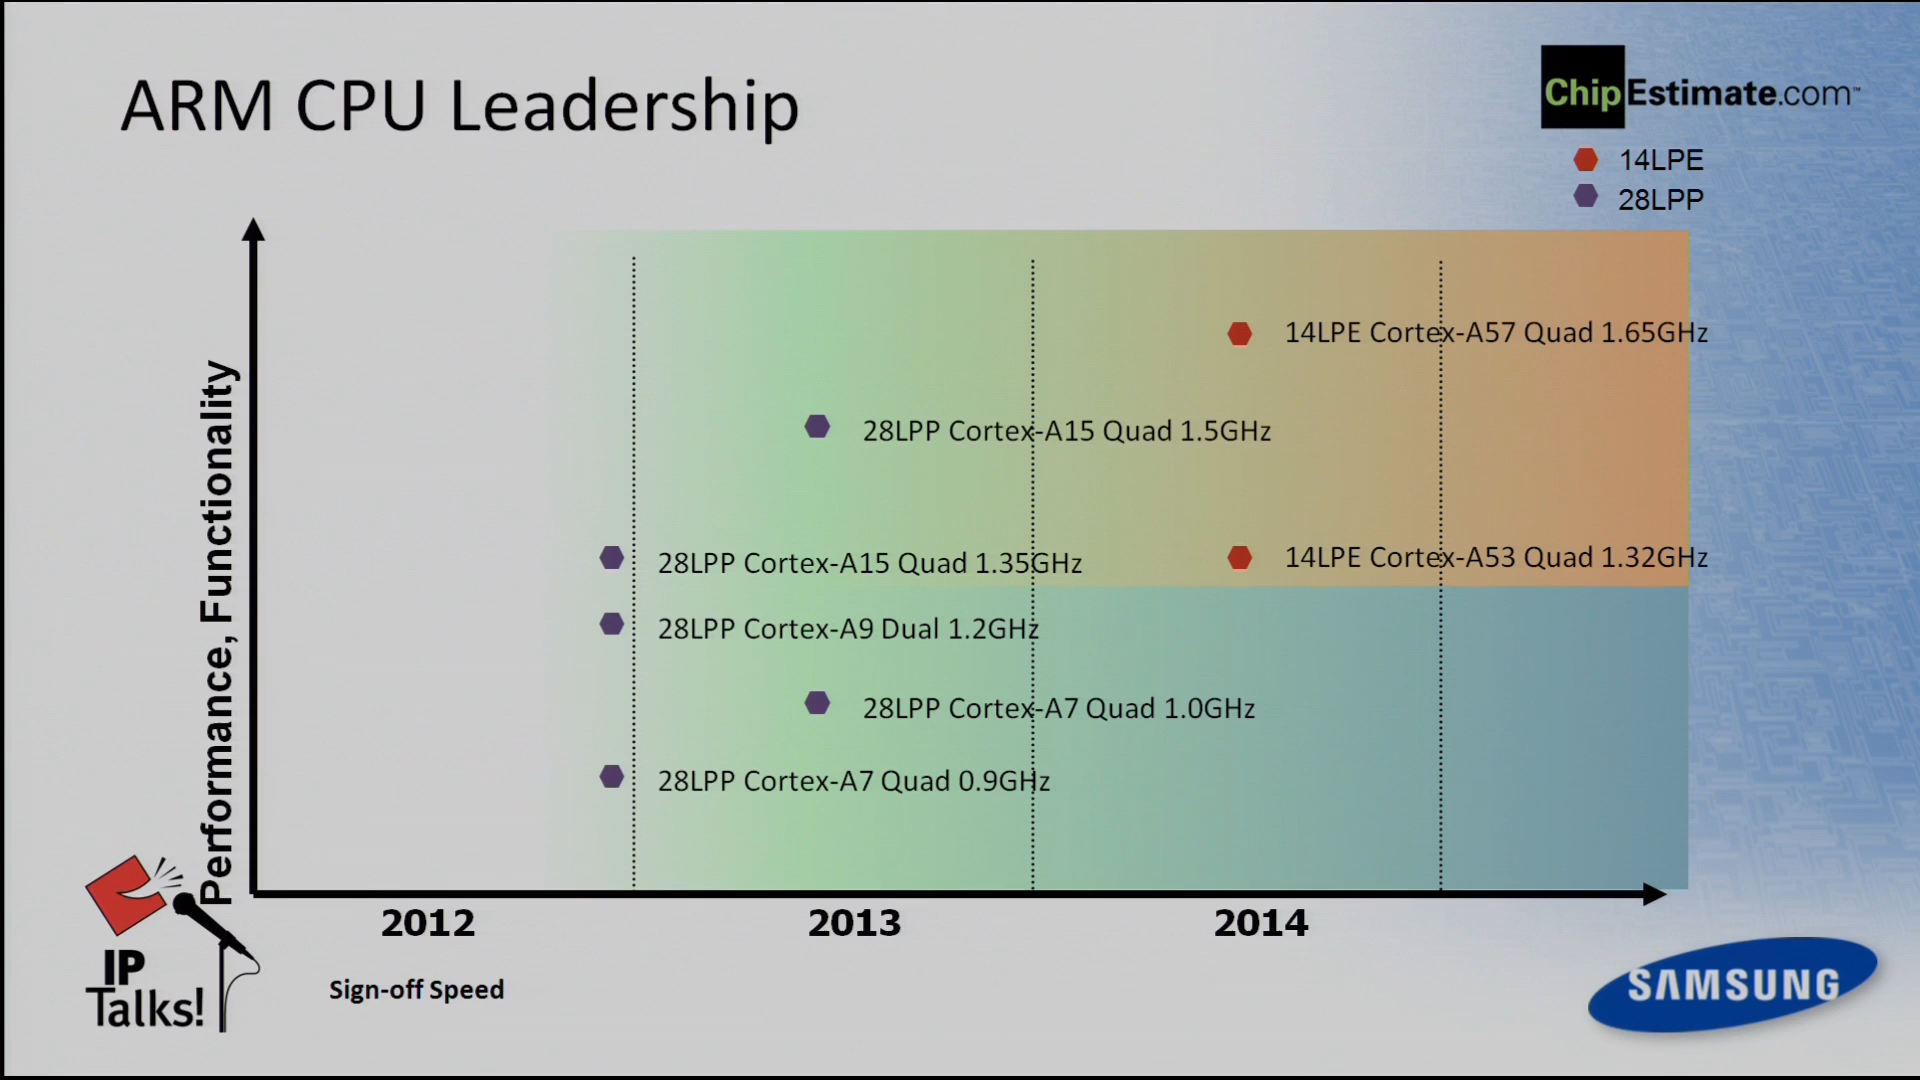 ARM CPU Leadership
ChipEstimate.com™
14LPE
28LPP
Performance, Functionality
14LPE Cortex-A57 Quad 1.65GHz
28LPP Cortex-A15 Quad 1.5GHz
28LPP Cortex-A15 Quad 1.35GHz
14LPE Cortex-A53 Quad 1.32GHz
28LPP Cortex-A9 Dual 1.2GHz
28LPP Cortex-A7 Quad 1.0GHz
28LPP Cortex-A7 Quad 0.9GHz
2012
2013
2014
IP
Talks!
Sign-off Speed
SAMSUNG